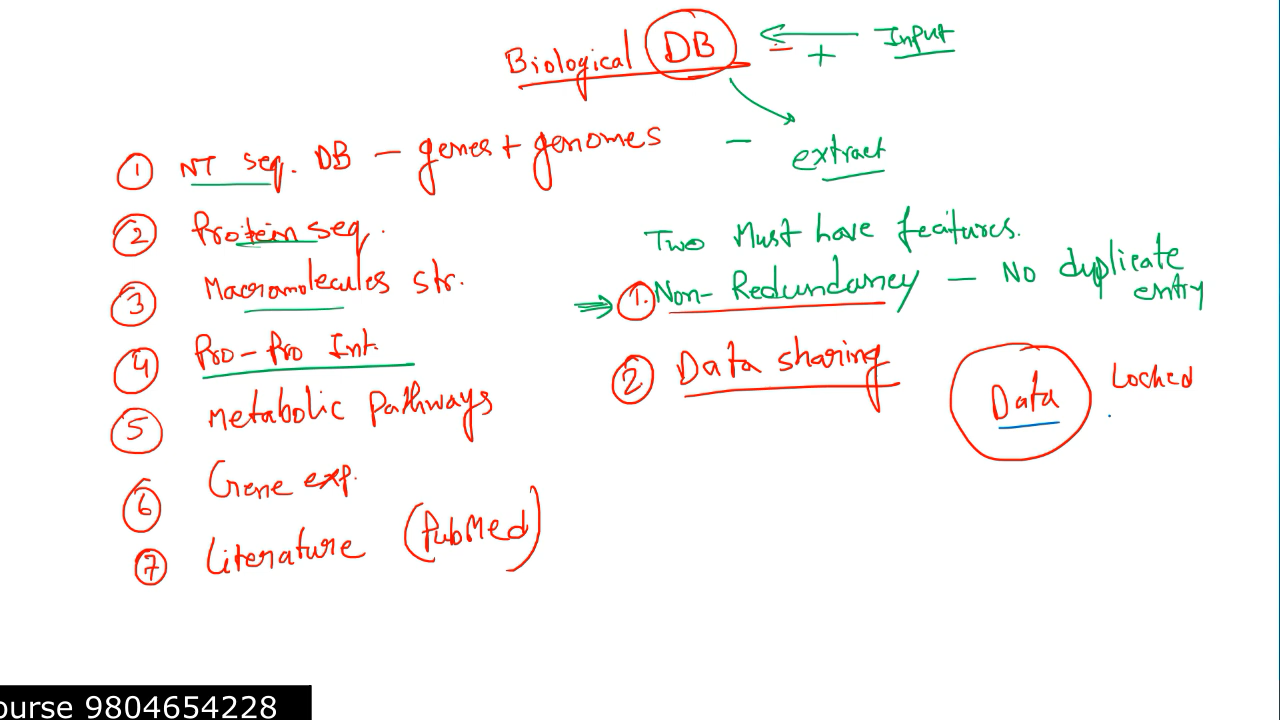 Biological DB ← + Input
extract
① NT seq. DB – genes + genomes –
② Protein seq.
③ Macromolecules str.
④ Pro-Pro Int.
⑤ Metabolic Pathways
⑥ Gene exp.
⑦ Literature (PubMed)
Two Must have features.
⇒ ① Non-Redundancy – NO duplicate entry
② Data sharing
Data Locked
ourse 9804654228